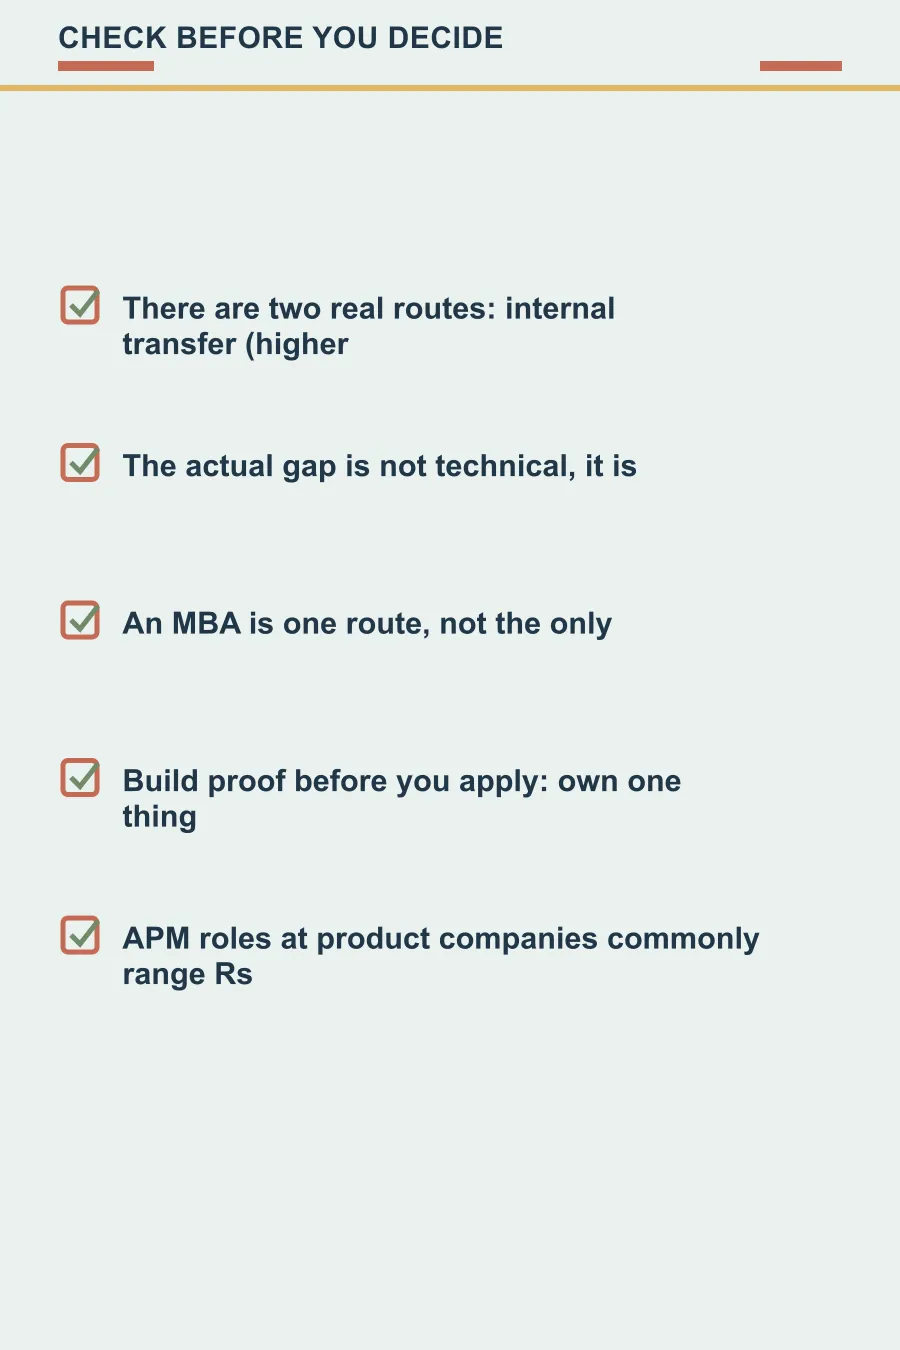 CHECK BEFORE YOU DECIDE
There are two real routes: internal
transfer (higher
The actual gap is not technical, it is
An MBA is one route, not the only
Build proof before you apply: own one
thing
APM roles at product companies commonly
range Rs